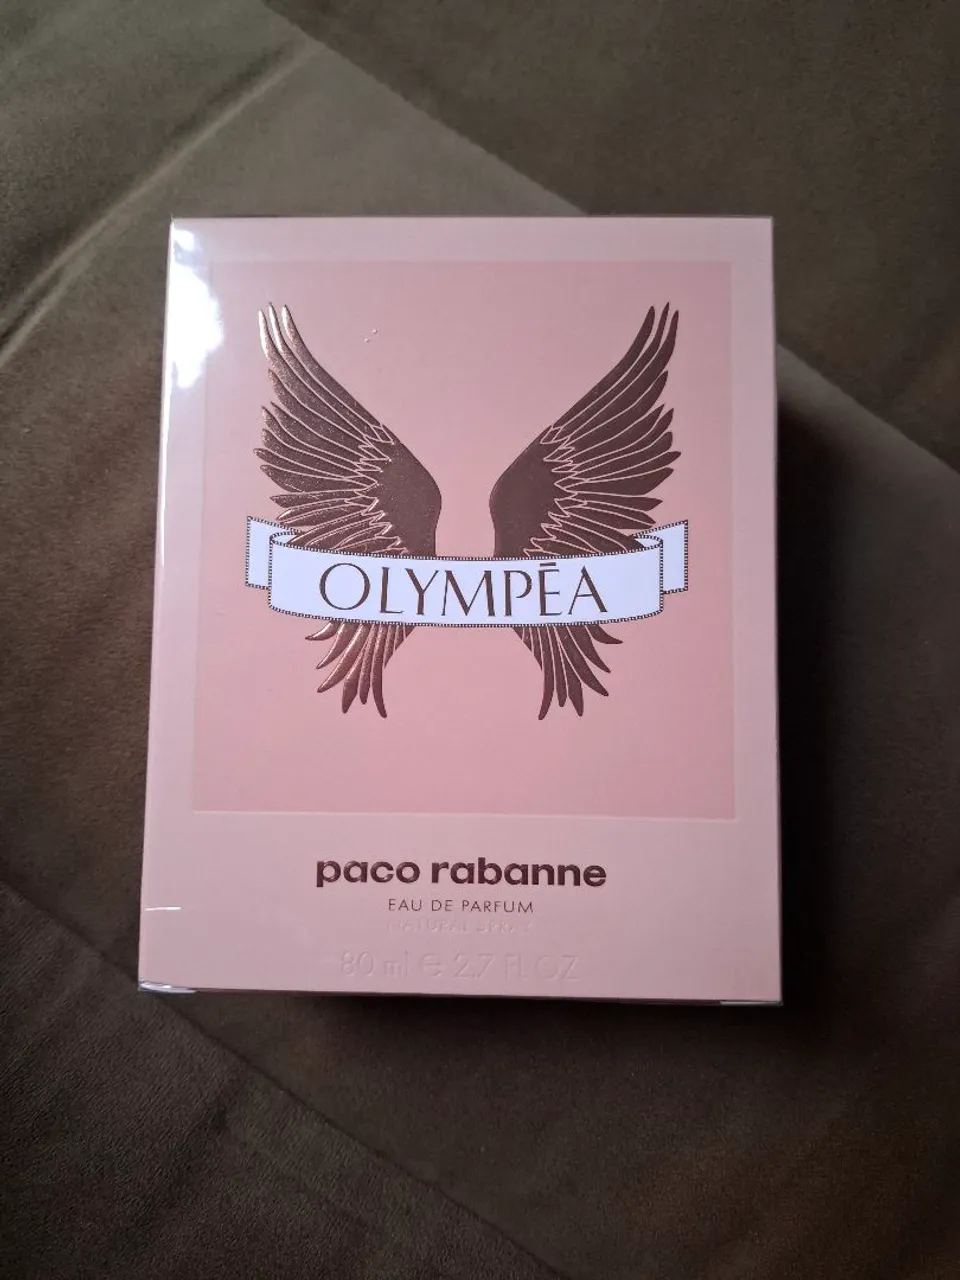 OLYMPĒA
paco rabanne
EAU DE PARFUM
NATURAL SPRAY
80 ml ℮ 2.7 FL OZ